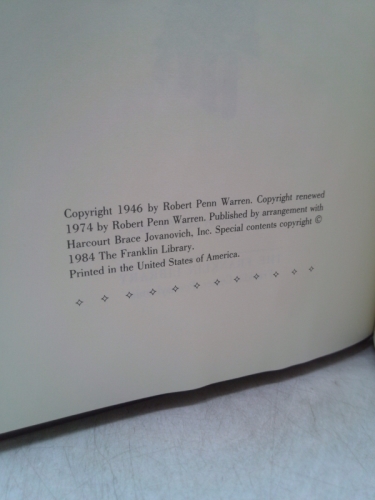 Copyright 1946 by Robert Penn Warren. Copyright renewed
1974 by Robert Penn Warren. Published by arrangement with
Harcourt Brace Jovanovich, Inc. Special contents copyright ©
1984 The Franklin Library.
Printed in the United States of America.